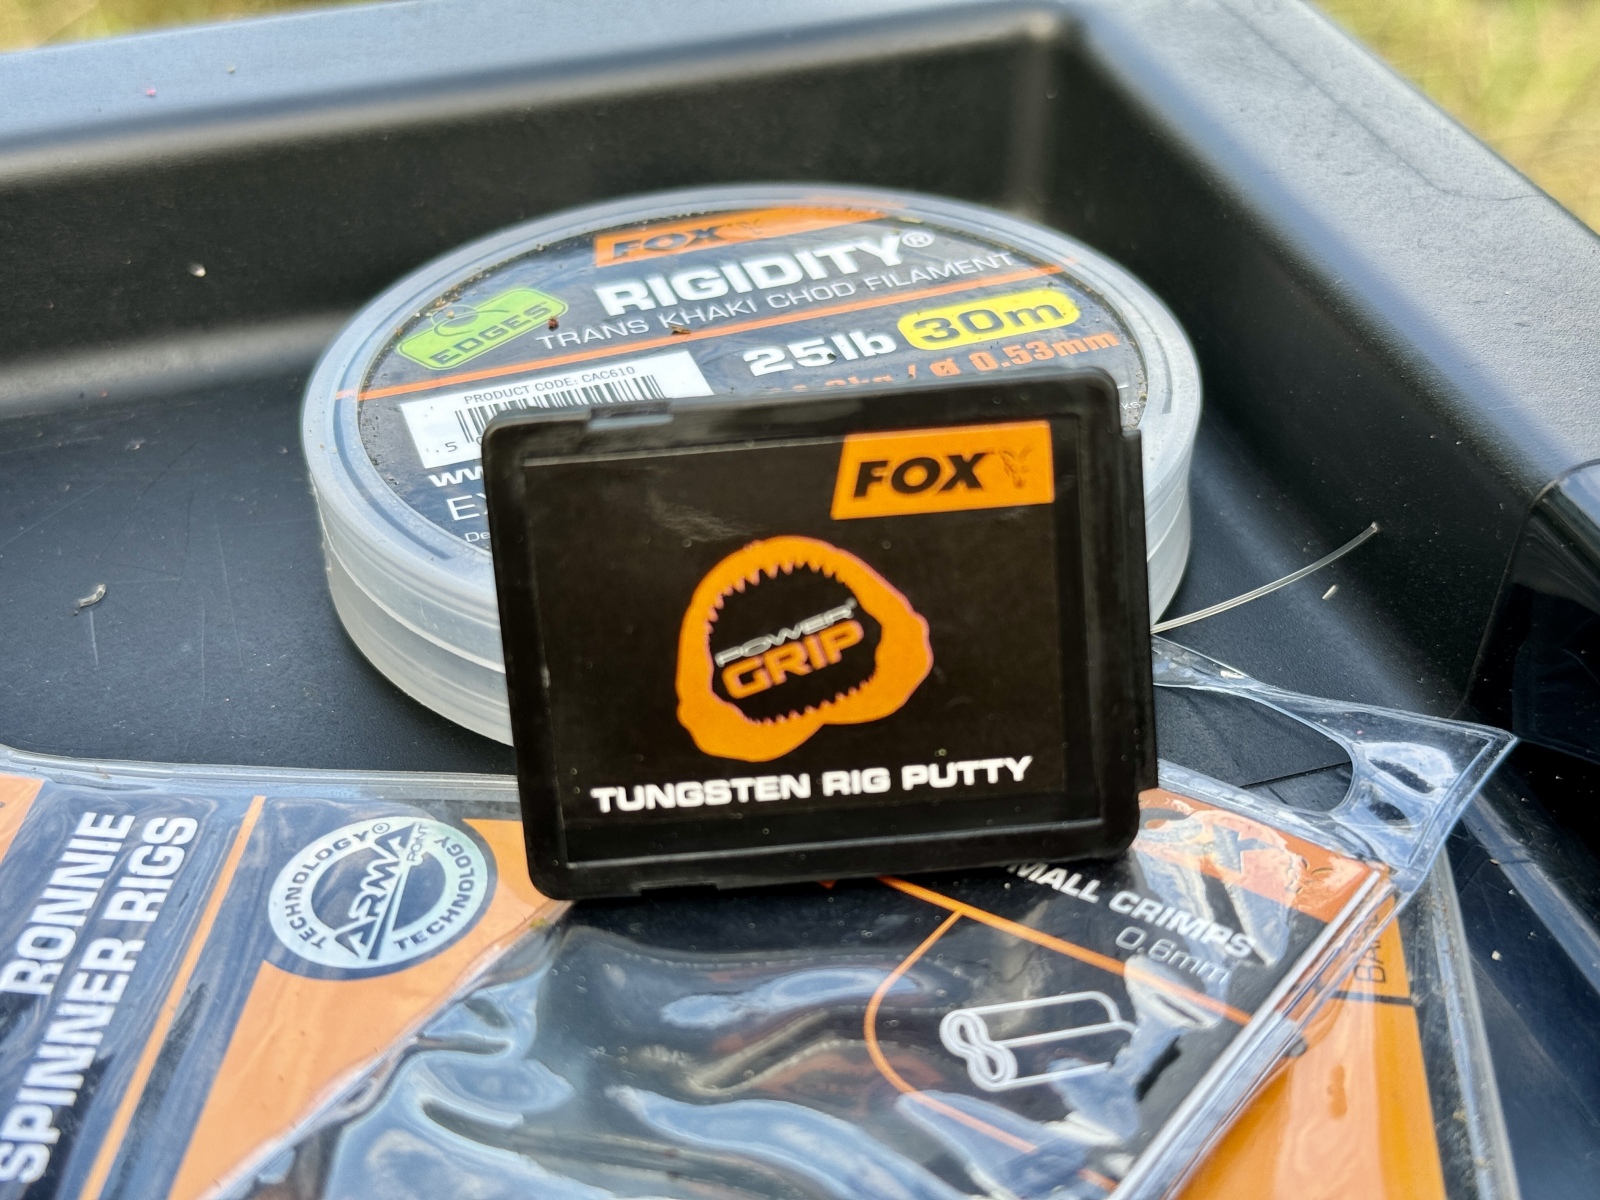 FOX
RIGIDITY®
TRANS KHAKI CHOD FILAMENT
EDGES
25lb 30m
ø 0.53mm
PRODUCT CODE: CAC610
5
FOX
POWER
GRIP
TUNGSTEN RIG PUTTY
RONNIE
SPINNER RIGS
TECHNOLOGY®
ARMA
POINT
TECHNOLOGY
CRIMPS
0.6mm